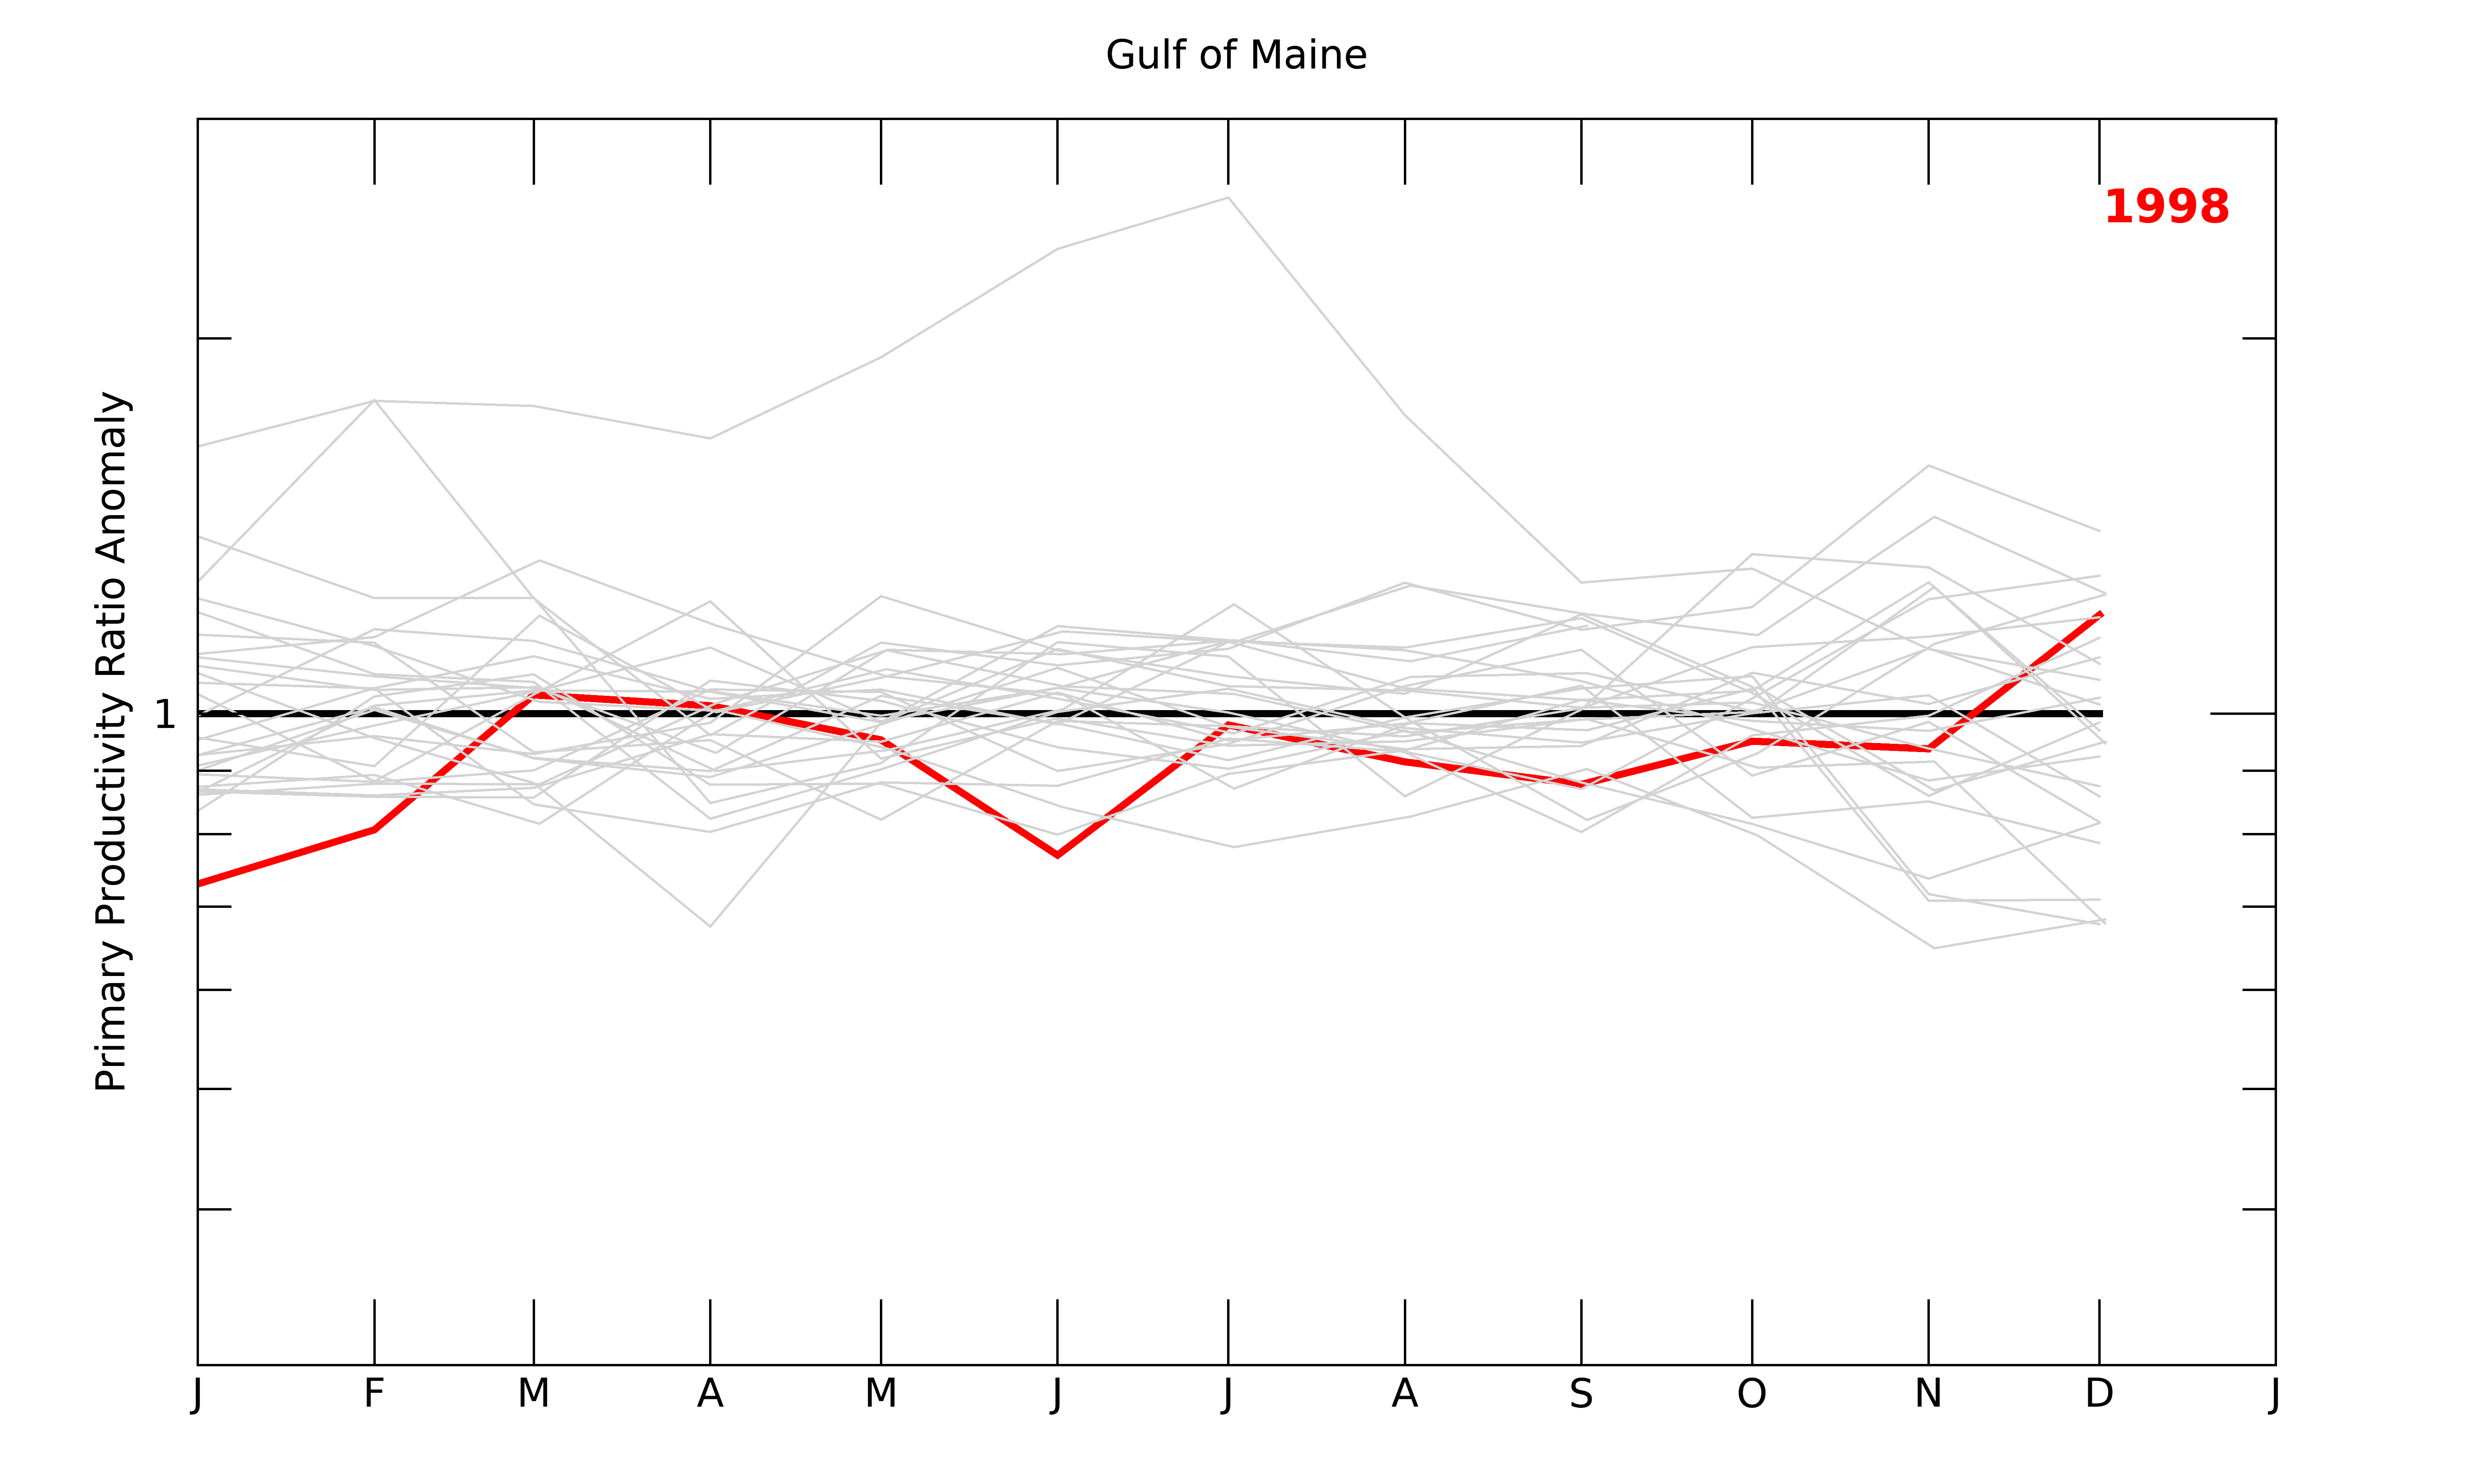 Gulf of Maine
1998
Primary Productivity Ratio Anomaly
1
J F M A M J J A S O N D J